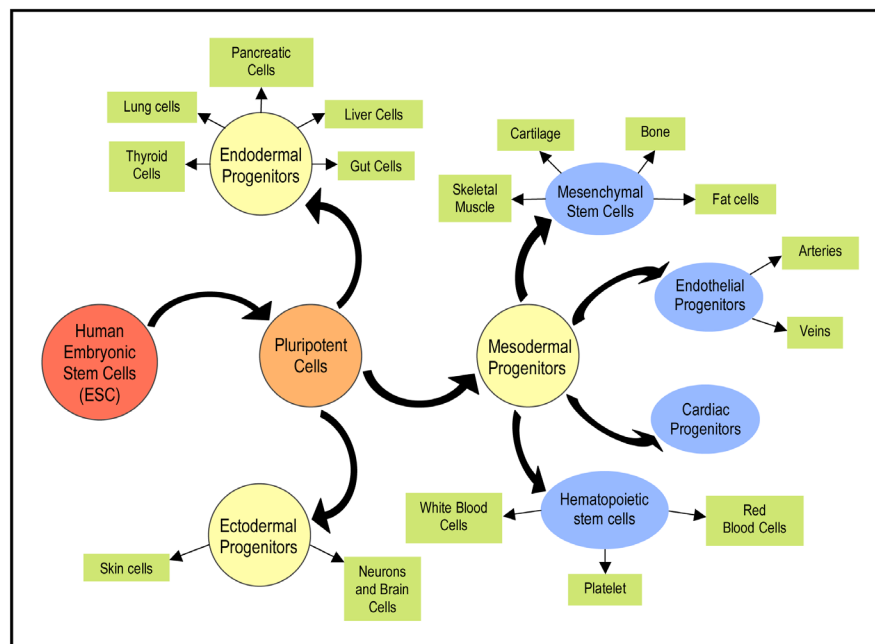 Pancreatic
Cells
Lung cells
Liver Cells
Thyroid
Cells
Endodermal
Progenitors
Gut Cells
Cartilage
Bone
Skeletal
Muscle
Mesenchymal
Stem Cells
Fat cells
Arteries
Endothelial
Progenitors
Veins
Human
Embryonic
Stem Cells
(ESC)
Pluripotent
Cells
Mesodermal
Progenitors
Cardiac
Progenitors
Hematopoietic
stem cells
White Blood
Cells
Red
Blood Cells
Platelet
Ectodermal
Progenitors
Skin cells
Neurons
and Brain
Cells